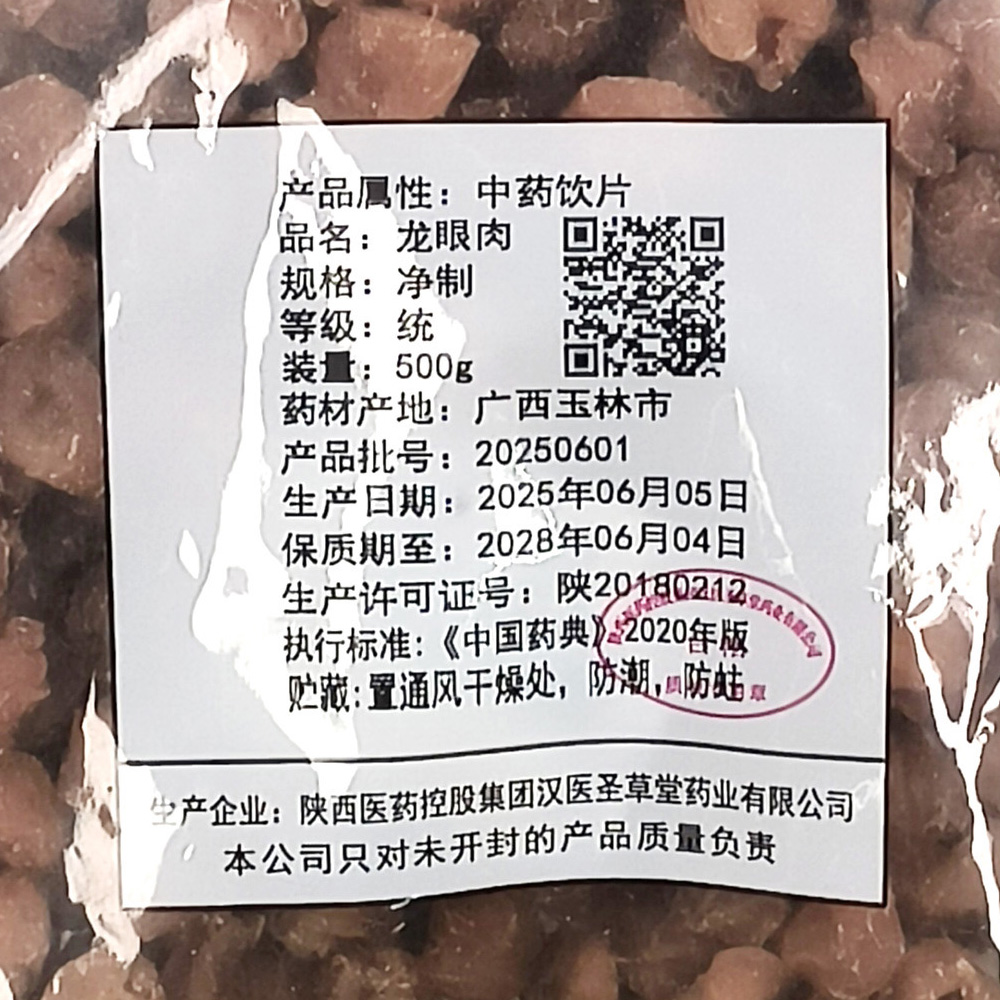 产品属性：中药饮片
品名：龙眼肉
规格：净制
等级：统
装量：500g
药材产地：广西玉林市
产品批号：20250601
生产日期：2025年06月05日
保质期至：2028年06月04日
生产许可证号：陕20180212
执行标准：《中国药典》2020年版
贮藏：置通风干燥处，防潮，防蛀
生产企业：陕西医药控股集团汉医圣草堂药业有限公司
本公司只对未开封的产品质量负责